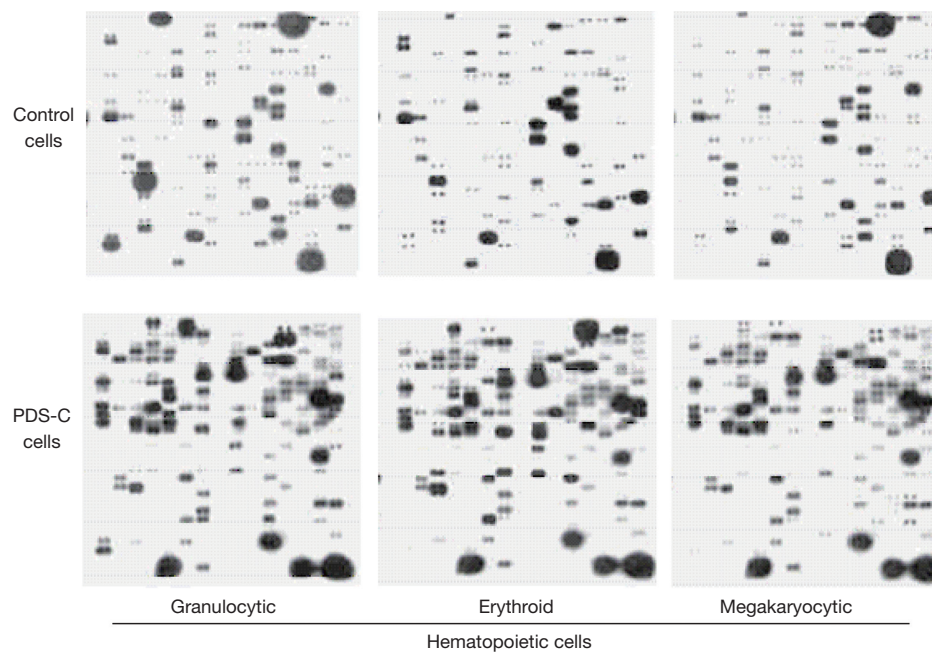 Control
cells
PDS-C
cells
Granulocytic
Erythroid
Megakaryocytic
Hematopoietic cells